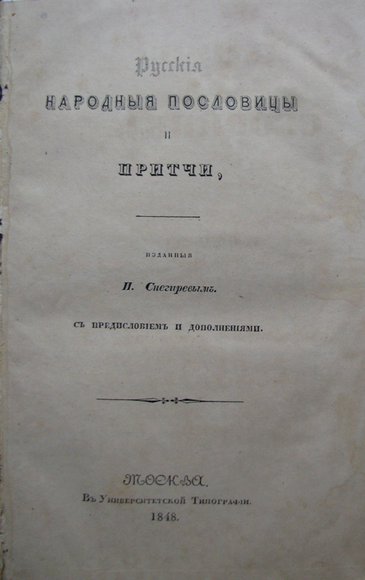 Русскія
НАРОДНЫЯ ПОСЛОВИЦЫ
И
ПРИТЧИ,
ИЗДАННЫЯ
И. Снегиревымъ.
СЪ ПРЕДИСЛОВІЕМЪ И ДОПОЛНЕНІЯМИ.
МОСКВА.
Въ Университетской Типографіи.
1848.